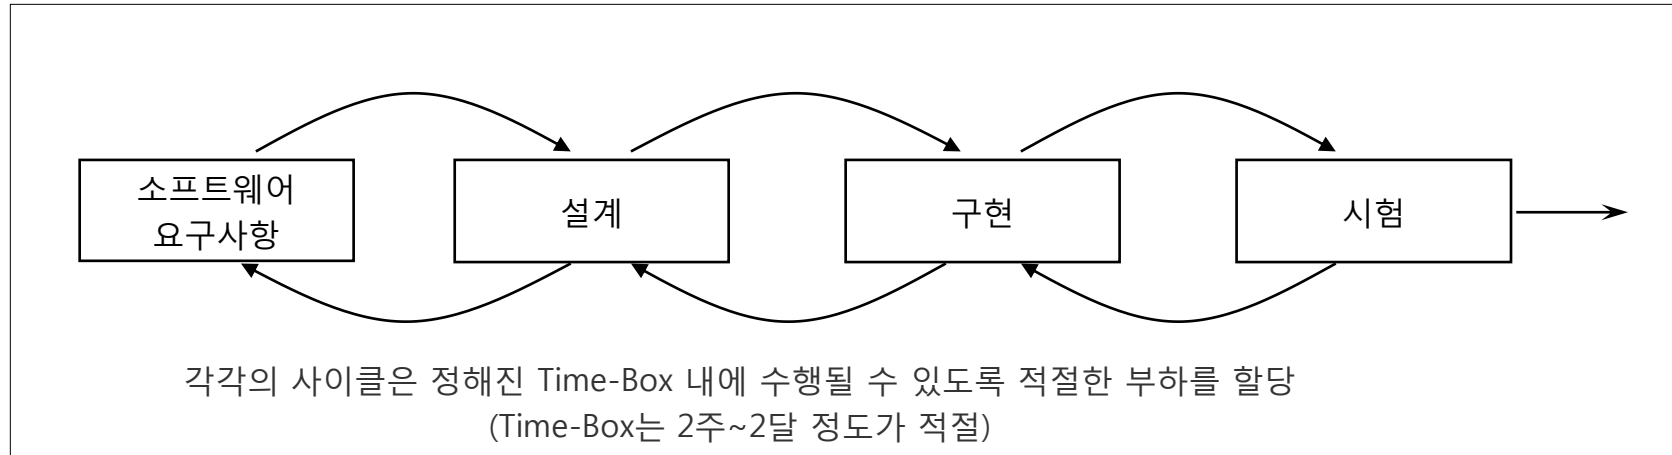 소프트웨어
요구사항
설계
구현
시험
각각의 사이클은 정해진 Time-Box 내에 수행될 수 있도록 적절한 부하를 할당
(Time-Box는 2주~2달 정도가 적절)